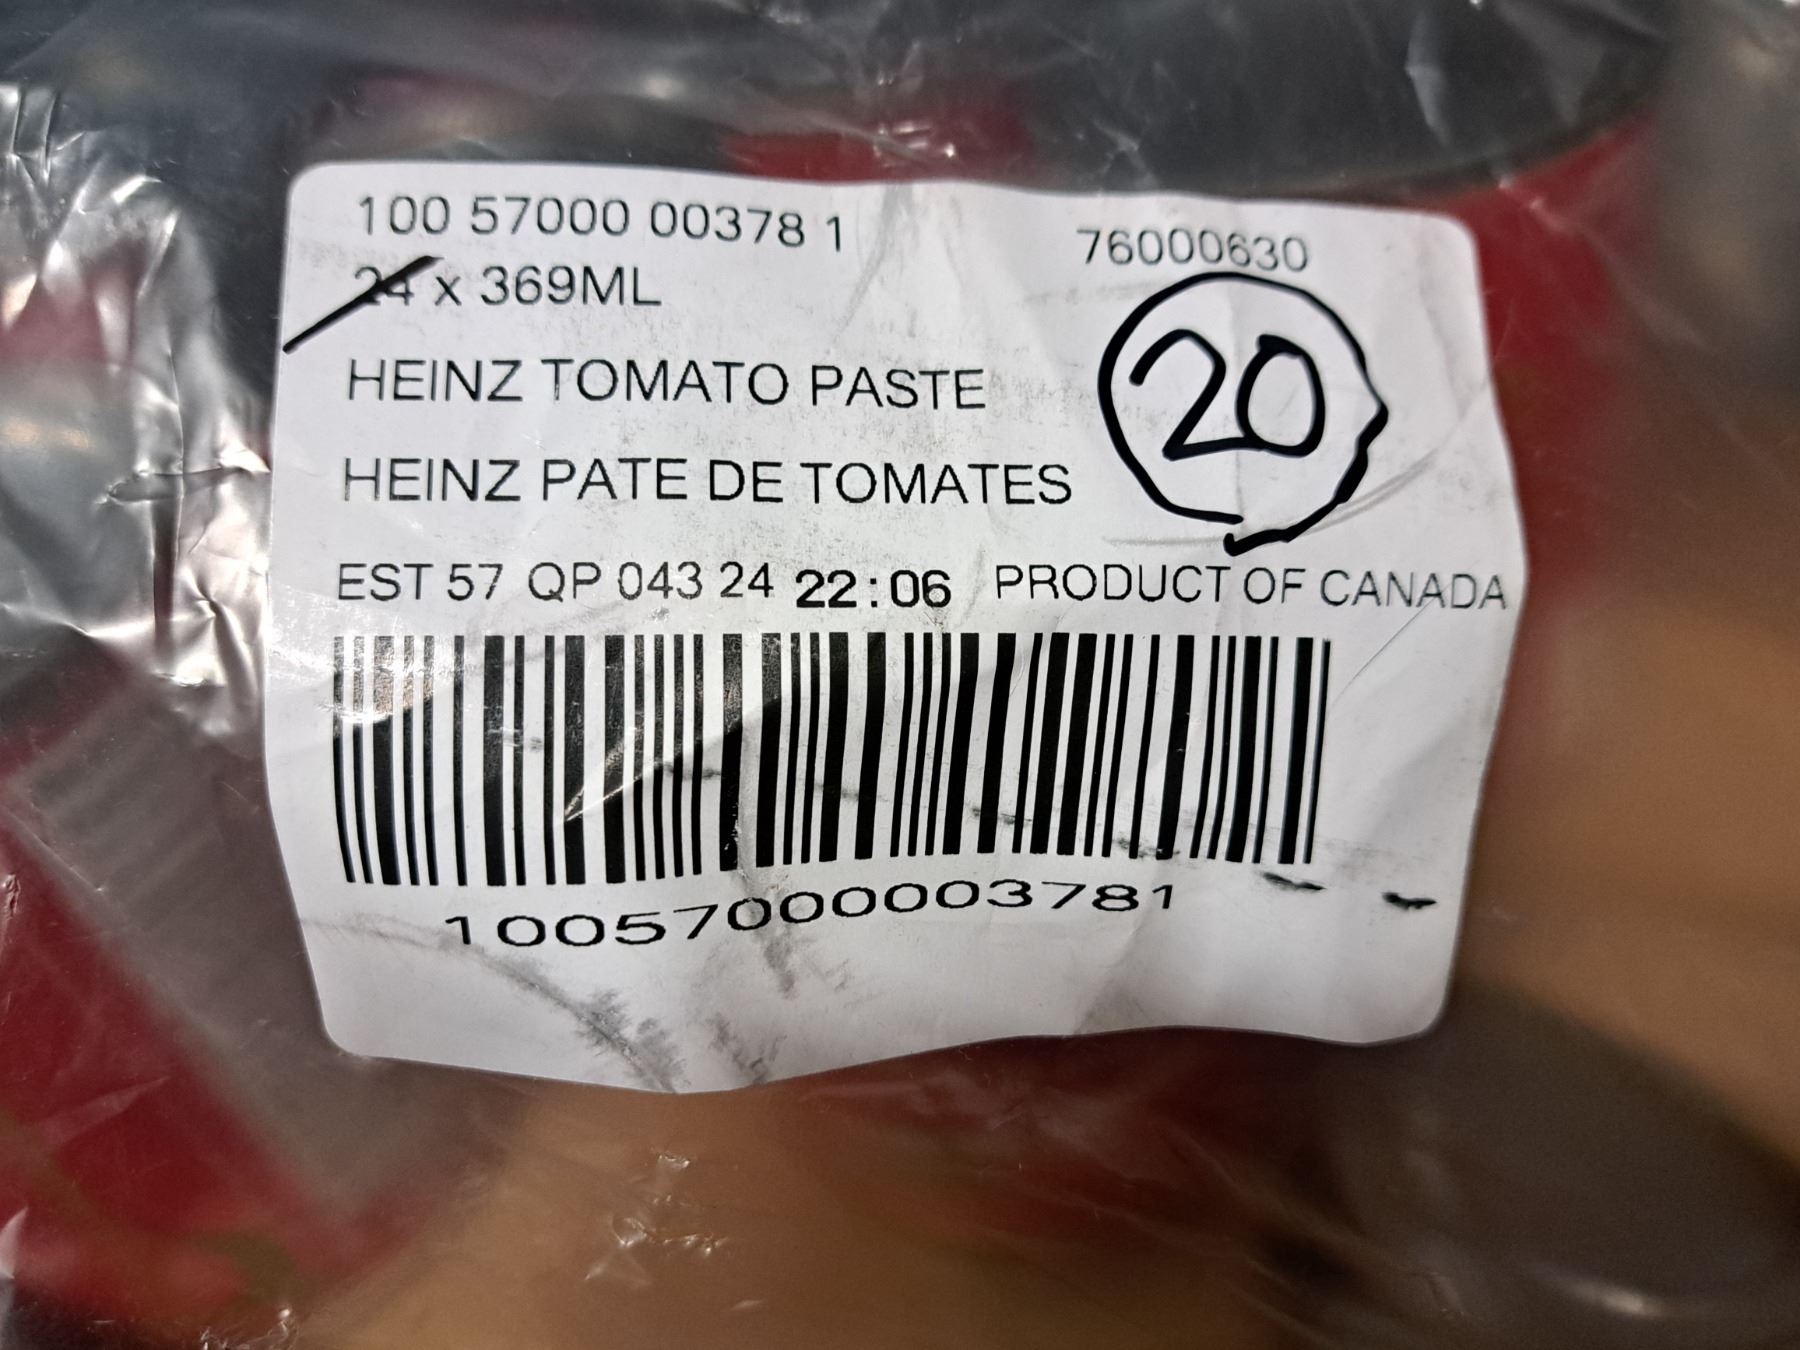 100 57000 00378 1 76000630
24 x 369ML
20
HEINZ TOMATO PASTE
HEINZ PATE DE TOMATES
EST 57 QP 043 24 22:06 PRODUCT OF CANADA
10057000003781